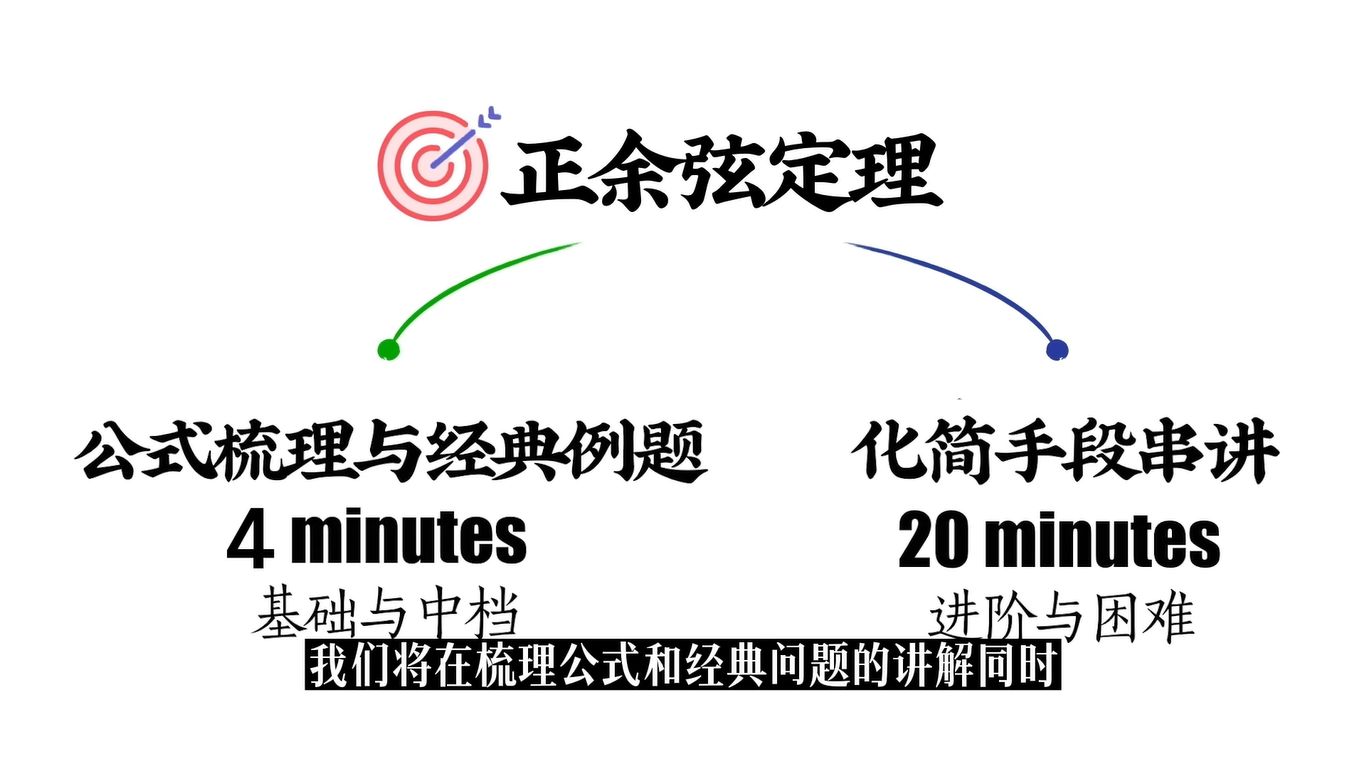 正余弦定理
公式梳理与经典例题
4 minutes
基础与中档
化简手段串讲
20 minutes
进阶与困难
我们将在梳理公式和经典问题的讲解同时